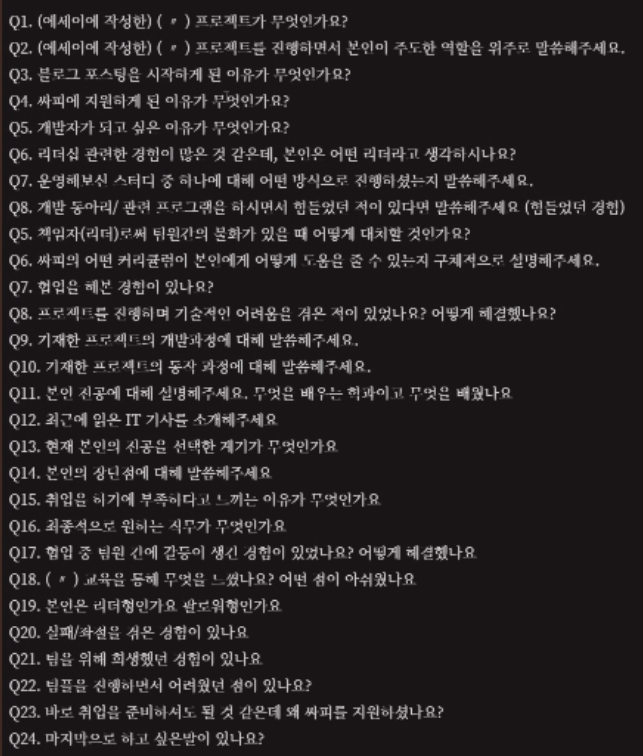 Q1. (에세이에 작성한) ( 〃 ) 프로젝트가 무엇인가요?
Q2. (에세이에 작성한) ( 〃 ) 프로젝트를 진행하면서 본인이 주도한 역할을 위주로 말씀해주세요.
Q3. 블로그 포스팅을 시작하게 된 이유가 무엇인가요?
Q4. 싸피에 지원하게 된 이유가 무엇인가요?
Q5. 개발자가 되고 싶은 이유가 무엇인가요?
Q6. 리더십 관련한 경험이 많은 것 같은데, 본인은 어떤 리더라고 생각하시나요?
Q7. 운영해보신 스터디 중 하나에 대해 어떤 방식으로 진행하셨는지 말씀해주세요.
Q8. 개발 동아리/ 관련 프로그램을 하시면서 힘들었던 적이 있다면 말씀해주세요 (힘들었던 경험)
Q5. 책임자(리더)로써 팀원간의 불화가 있을 때 어떻게 대처할 것인가요?
Q6. 싸피의 어떤 커리큘럼이 본인에게 어떻게 도움을 줄 수 있는지 구체적으로 설명해주세요.
Q7. 협업을 해본 경험이 있나요?
Q8. 프로젝트를 진행하며 기술적인 어려움을 겪은 적이 있었나요? 어떻게 해결했나요?
Q9. 기재한 프로젝트의 개발과정에 대해 말씀해주세요.
Q10. 기재한 프로젝트의 동작 과정에 대해 말씀해주세요.
Q11. 본인 전공에 대해 설명해주세요. 무엇을 배우는 학과이고 무엇을 배웠나요
Q12. 최근에 읽은 IT 기사를 소개해주세요
Q13. 현재 본인의 전공을 선택한 계기가 무엇인가요
Q14. 본인의 장단점에 대해 말씀해주세요
Q15. 취업을 하기에 부족하다고 느끼는 이유가 무엇인가요
Q16. 최종적으로 원하는 직무가 무엇인가요
Q17. 협업 중 팀원 간에 갈등이 생긴 경험이 있었나요? 어떻게 해결했나요
Q18. ( 〃 ) 교육을 통해 무엇을 느꼈나요? 어떤 점이 아쉬웠나요
Q19. 본인은 리더형인가요 팔로워형인가요
Q20. 실패/좌절을 겪은 경험이 있나요
Q21. 팀을 위해 희생했던 경험이 있나요
Q22. 팀플을 진행하면서 어려웠던 점이 있나요?
Q23. 바로 취업을 준비하셔도 될 것 같은데 왜 싸피를 지원하셨나요?
Q24. 마지막으로 하고 싶은말이 있나요?